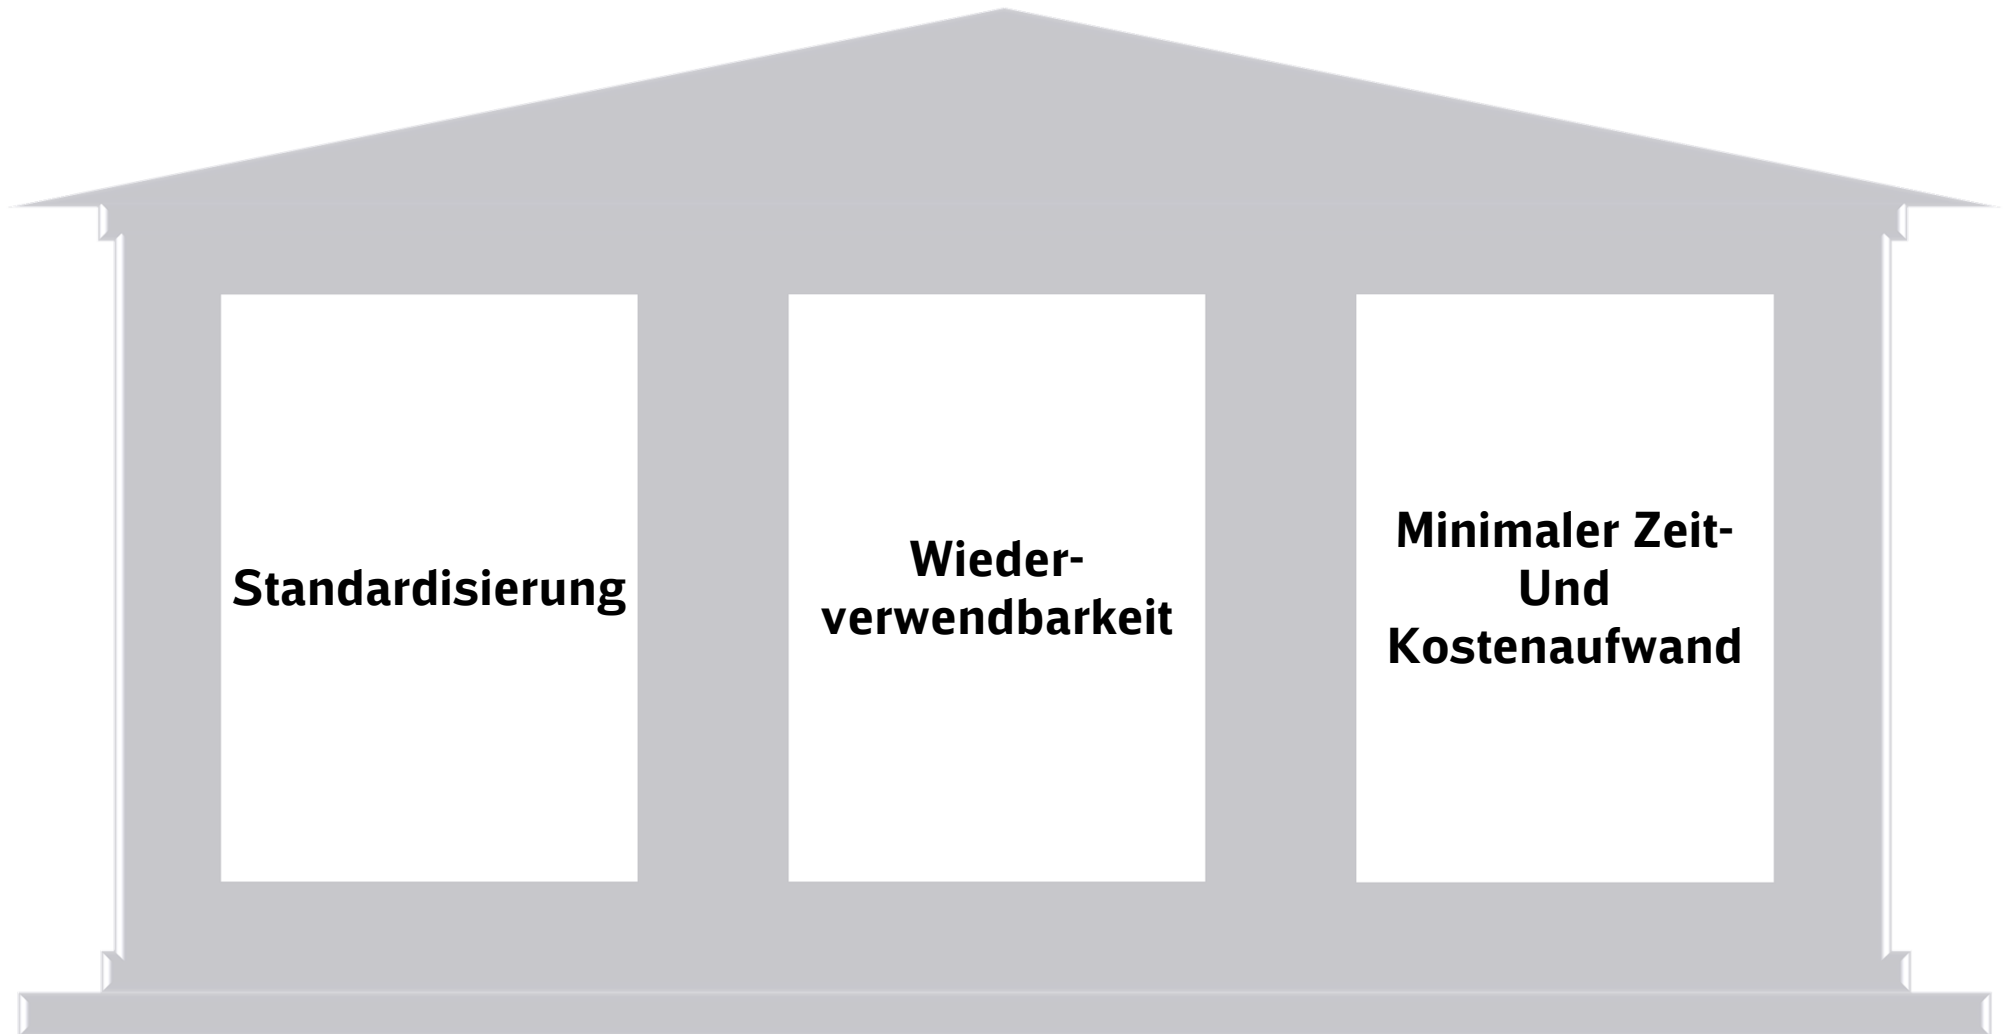 Standardisierung
Wieder-
verwendbarkeit
Minimaler Zeit-
Und
Kostenaufwand